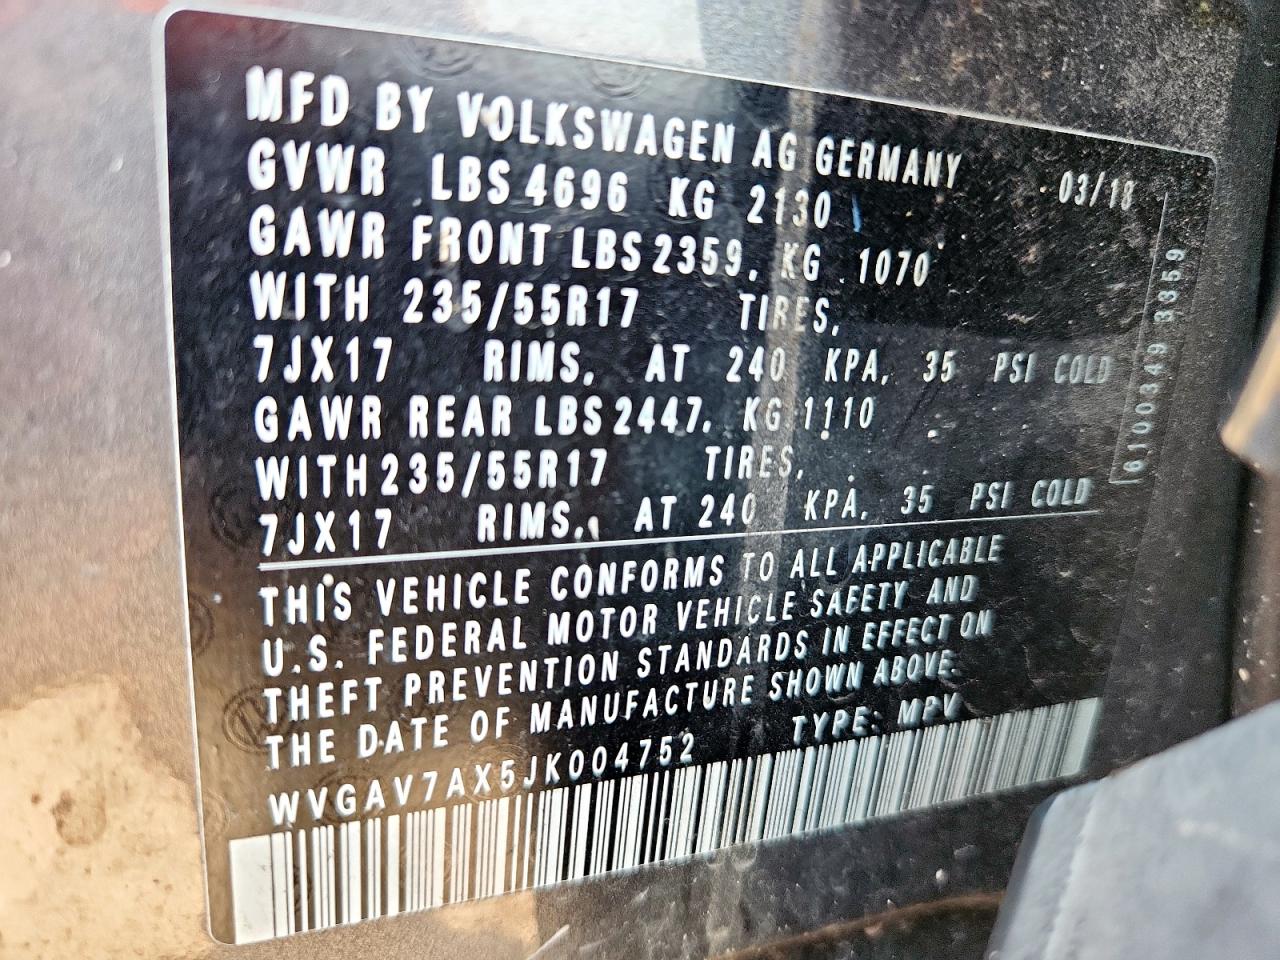 MFD BY VOLKSWAGEN AG GERMANY
03/18
GVWR LBS 4696 KG 2130
GAWR FRONT LBS 2359, KG 1070
WITH 235/55R17 TIRES,
7JX17 RIMS, AT 240 KPA, 35 PSI COLD
GAWR REAR LBS 2447, KG 1110
WITH 235/55R17 TIRES,
7JX17 RIMS, AT 240 KPA, 35 PSI COLD
THIS VEHICLE CONFORMS TO ALL APPLICABLE
U.S. FEDERAL MOTOR VEHICLE SAFETY AND
THEFT PREVENTION STANDARDS IN EFFECT ON
THE DATE OF MANUFACTURE SHOWN ABOVE.
WVGAV7AX5JK004752 TYPE: MPV
6100349 3359